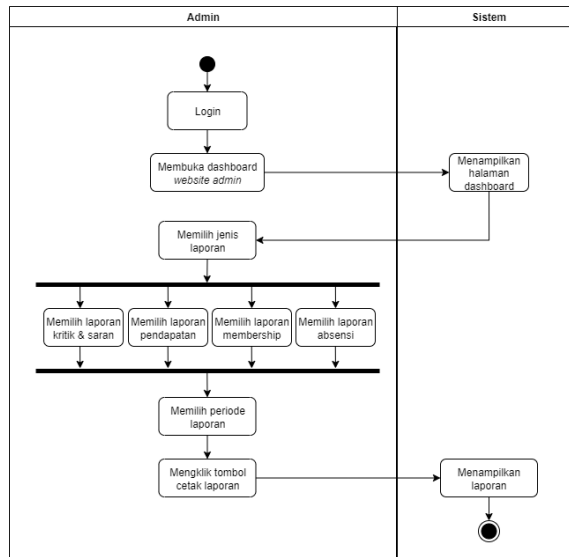 Admin
Sistem
Login
Membuka dashboard
website admin
Menampilkan
halaman
dashboard
Memilih jenis
laporan
Memilih laporan
kritik & saran
Memilih laporan
pendapatan
Memilih laporan
membership
Memilih laporan
absensi
Memilih periode
laporan
Mengklik tombol
cetak laporan
Menampilkan
laporan